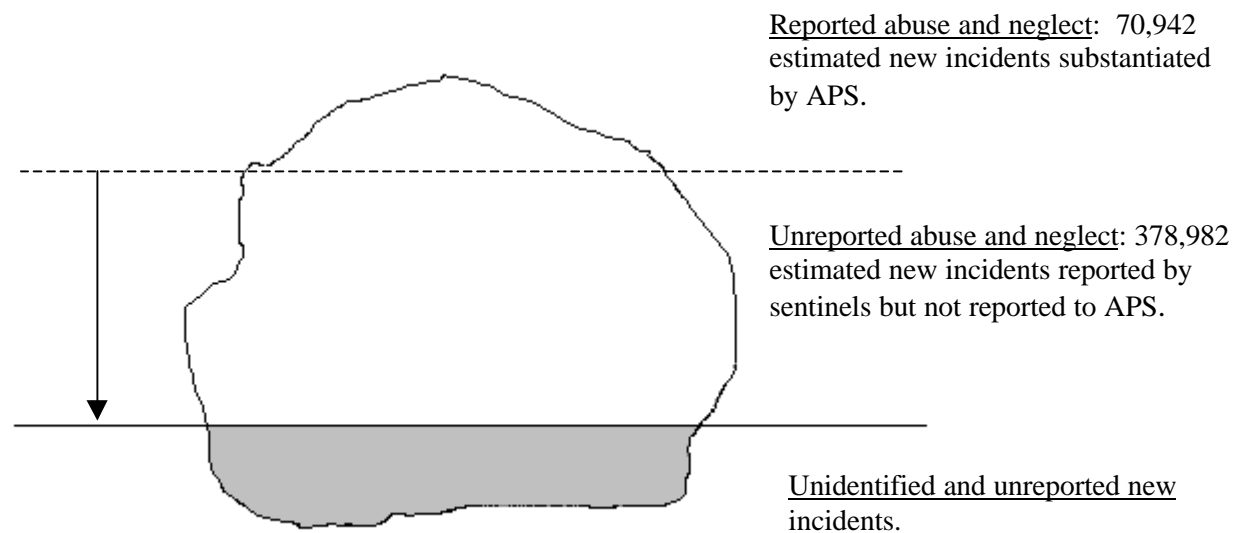 Reported abuse and neglect: 70,942
estimated new incidents substantiated
by APS.
Unreported abuse and neglect: 378,982
estimated new incidents reported by
sentinels but not reported to APS.
Unidentified and unreported new
incidents.